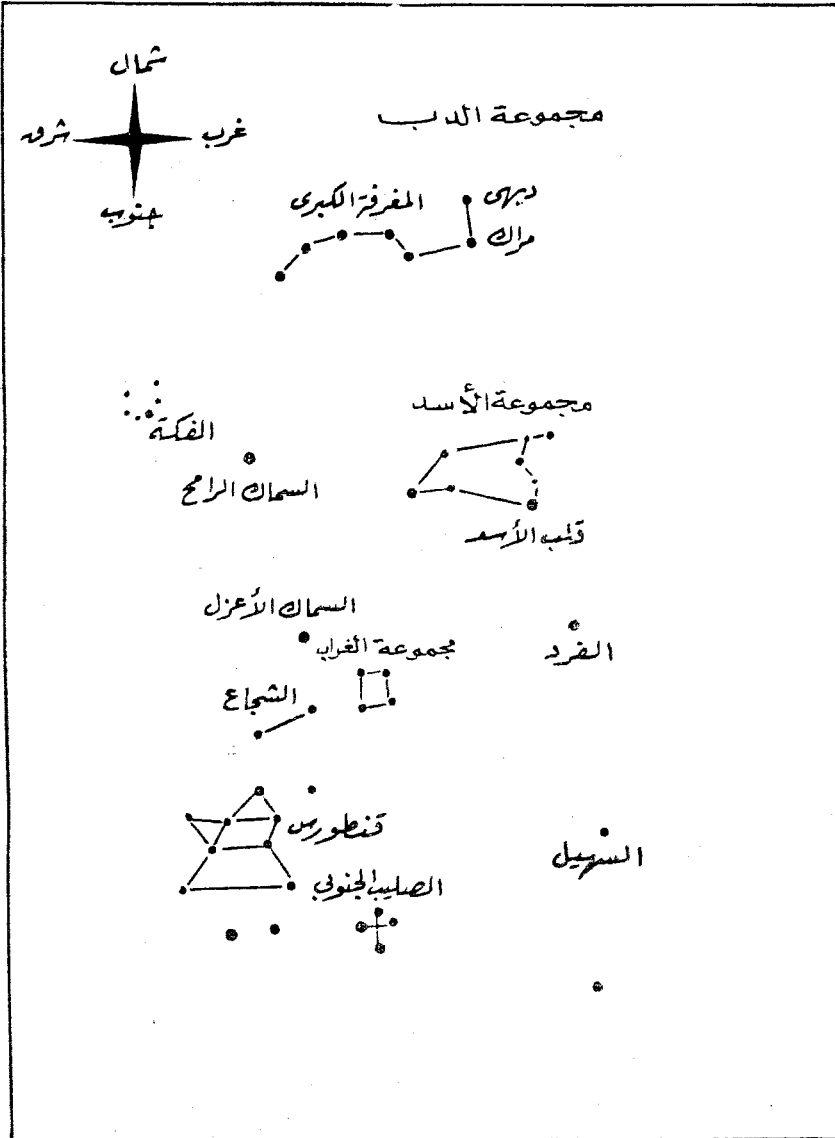 شمال
شرق
غرب
جنوب
مجموعة الدب
المغرفة الكبرى
دبهى
مراك
مجموعة الأسد
الفكة
السماك الرامح
قلب الأسد
السماك الأعزل
مجموعة الغراب
الفرد
الشجاع
قنطورس
السهيل
الصليب الجنوبي